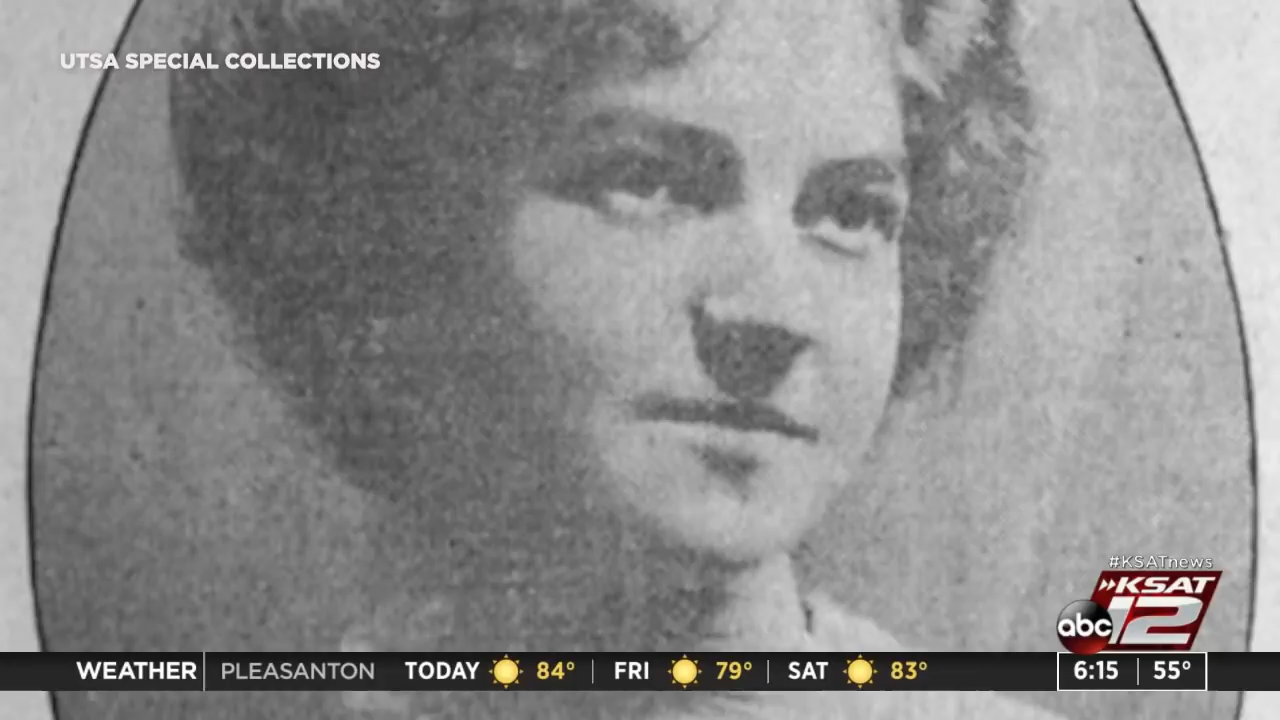 UTSA SPECIAL COLLECTIONS
#KSATnews
KSAT
abc 12
WEATHER PLEASANTON TODAY 84° FRI 79° SAT 83° 6:15 55°